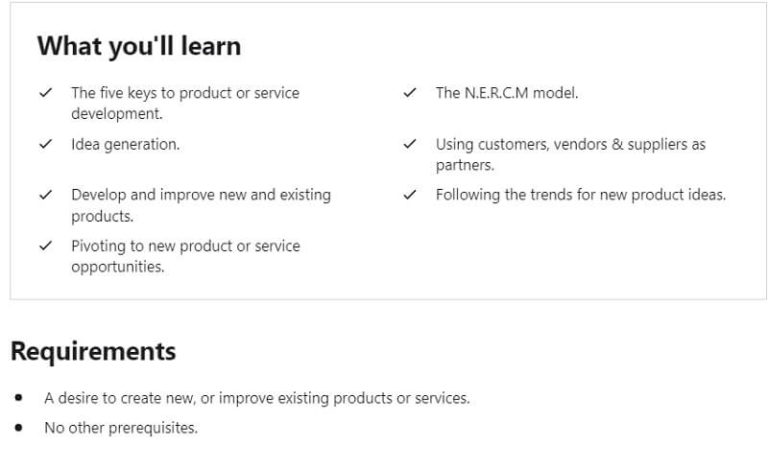 What you'll learn
The five keys to product or service
development.
The N.E.R.C.M model.
Idea generation.
Using customers, vendors & suppliers as
partners.
Develop and improve new and existing
products.
Following the trends for new product ideas.
Pivoting to new product or service
opportunities.
Requirements
A desire to create new, or improve existing products or services.
No other prerequisites.